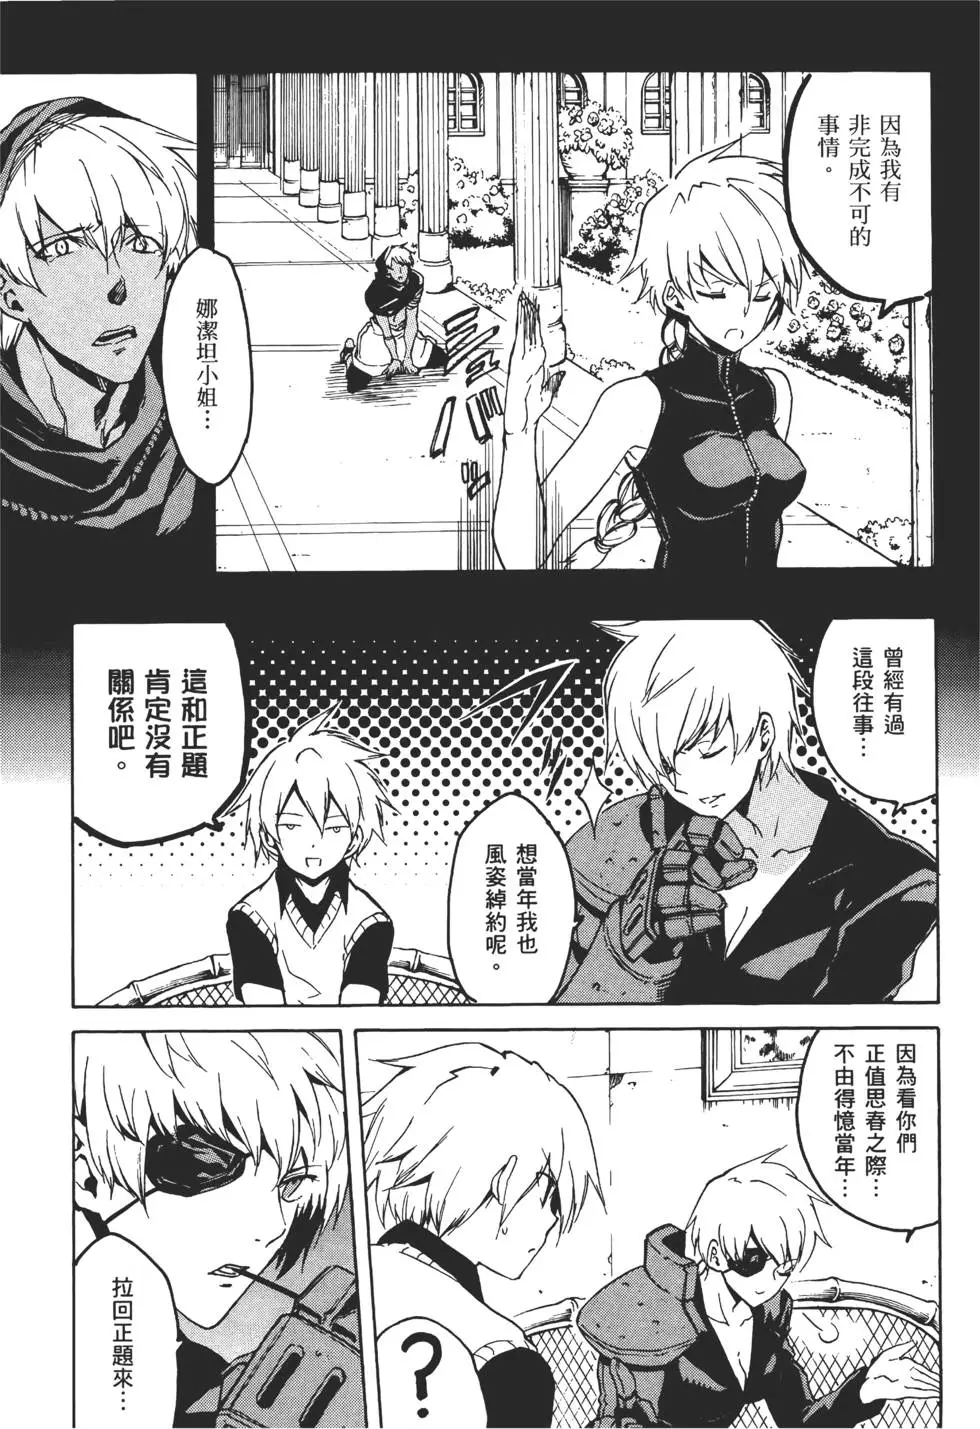 因為我有
非完成不可的
事情。
娜潔坦小姐…
曾經有過
這段往事…
想當年我也
風姿綽約呢。
這和正題
肯定沒有
關係吧。
因為看你們
正值思春之際…
不由得憶當年…
?
拉回正題來…